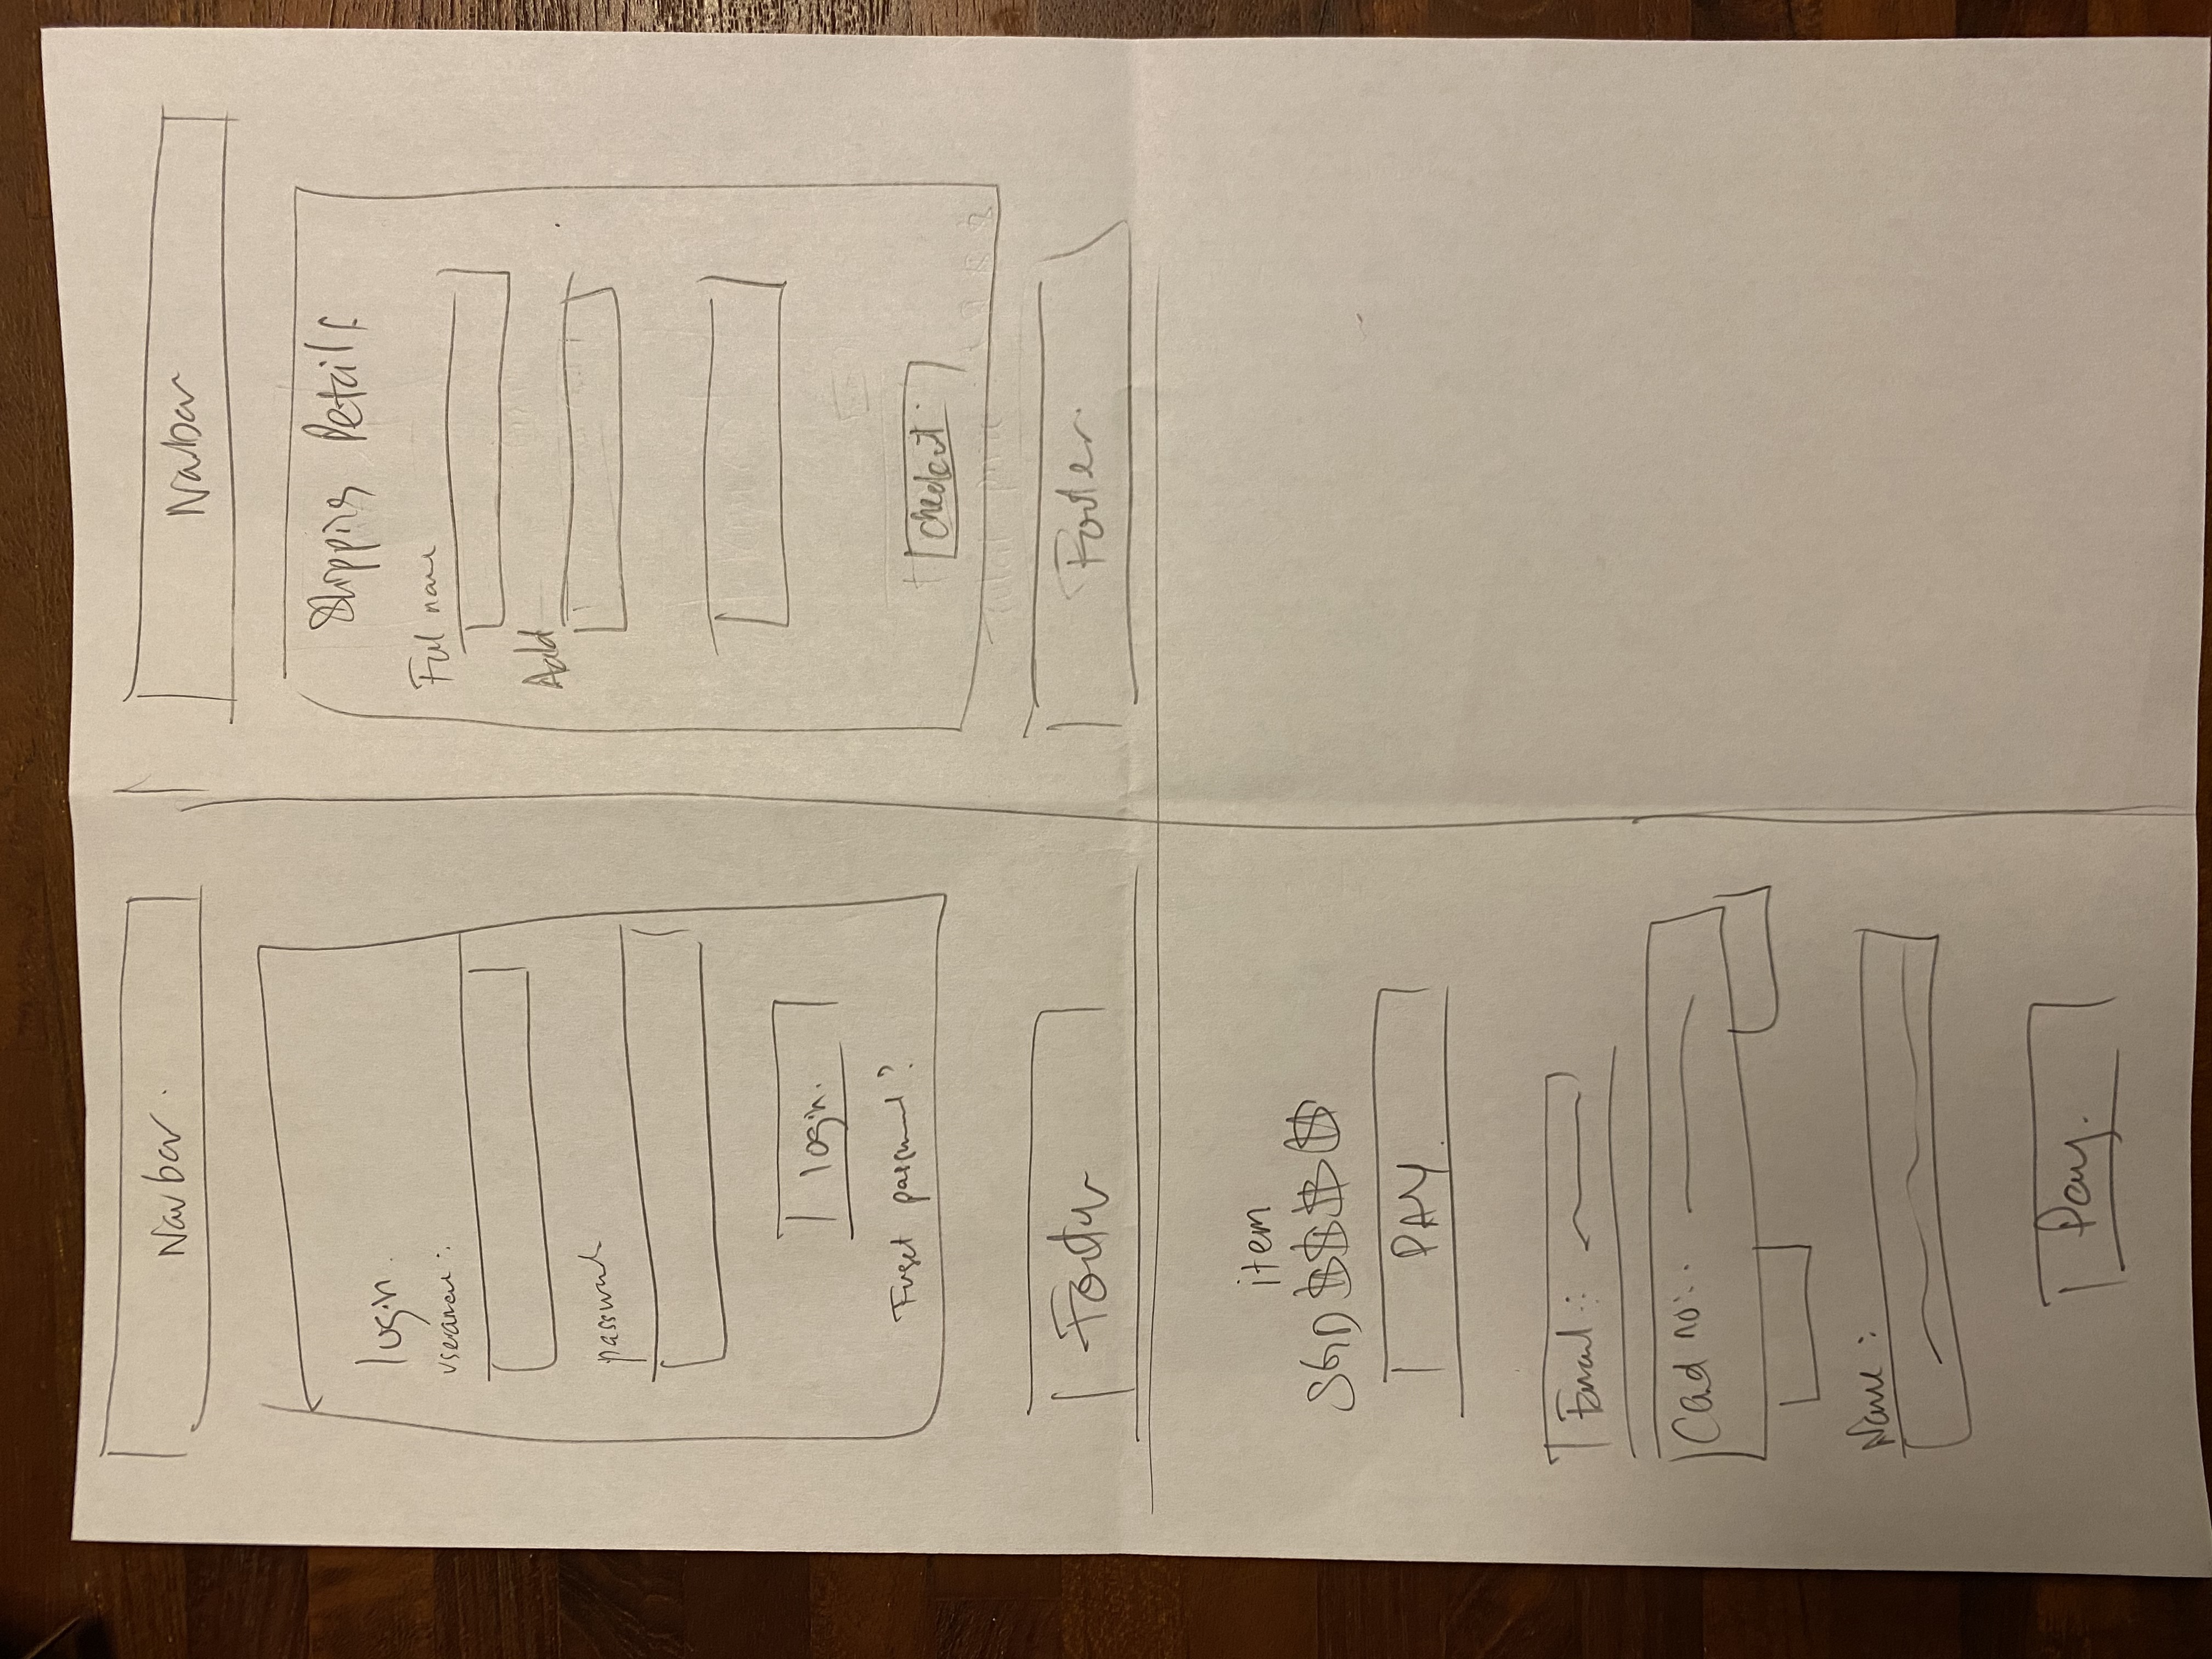 Navbar.
login.
username:
password
login.
Forget password?
Footer
Navbar
Shipping Details
Full name
Add
checkout
Footer
item
SGD $$$$
PAY.
Email:
Card no:
Name:
Pay.